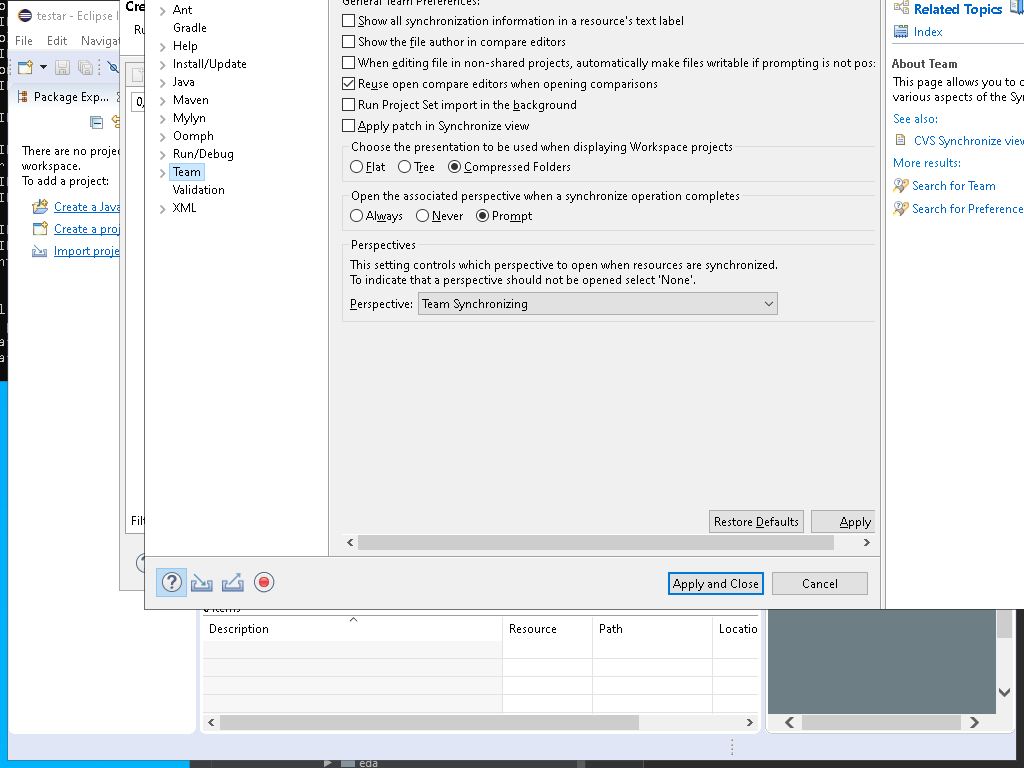 testar - Eclipse I
File Edit Navigat
Package Exp...
There are no projec
workspace.
To add a project:
Create a Java
Create a proj
Import proje
Cre
Ru
0,
Filt
Ant
Gradle
Help
Install/Update
Java
Maven
Mylyn
Oomph
Run/Debug
Team
Validation
XML
General Team Preferences:
Show all synchronization information in a resource's text label
Show the file author in compare editors
When editing file in non-shared projects, automatically make files writable if prompting is not pos:
Reuse open compare editors when opening comparisons
Run Project Set import in the background
Apply patch in Synchronize view
Choose the presentation to be used when displaying Workspace projects
Flat Tree Compressed Folders
Open the associated perspective when a synchronize operation completes
Always Never Prompt
Perspectives
This setting controls which perspective to open when resources are synchronized.
To indicate that a perspective should not be opened select 'None'.
Perspective: Team Synchronizing
Restore Defaults Apply
Apply and Close Cancel
Related Topics
Index
About Team
This page allows you to c
various aspects of the Syn
See also:
CVS Synchronize view
More results:
Search for Team
Search for Preference
0 items
Description Resource Path Locatio
eda